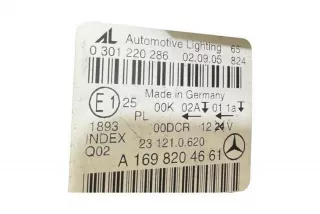 AL Automotive Lighting 65
0 301 220 286 02.09.05 824
Made in Germany
E1 25 00K 02A 01 1a
PL
1893 00DCR 12 24V
INDEX 23 121.0.620
Q02
A 169 820 46 61